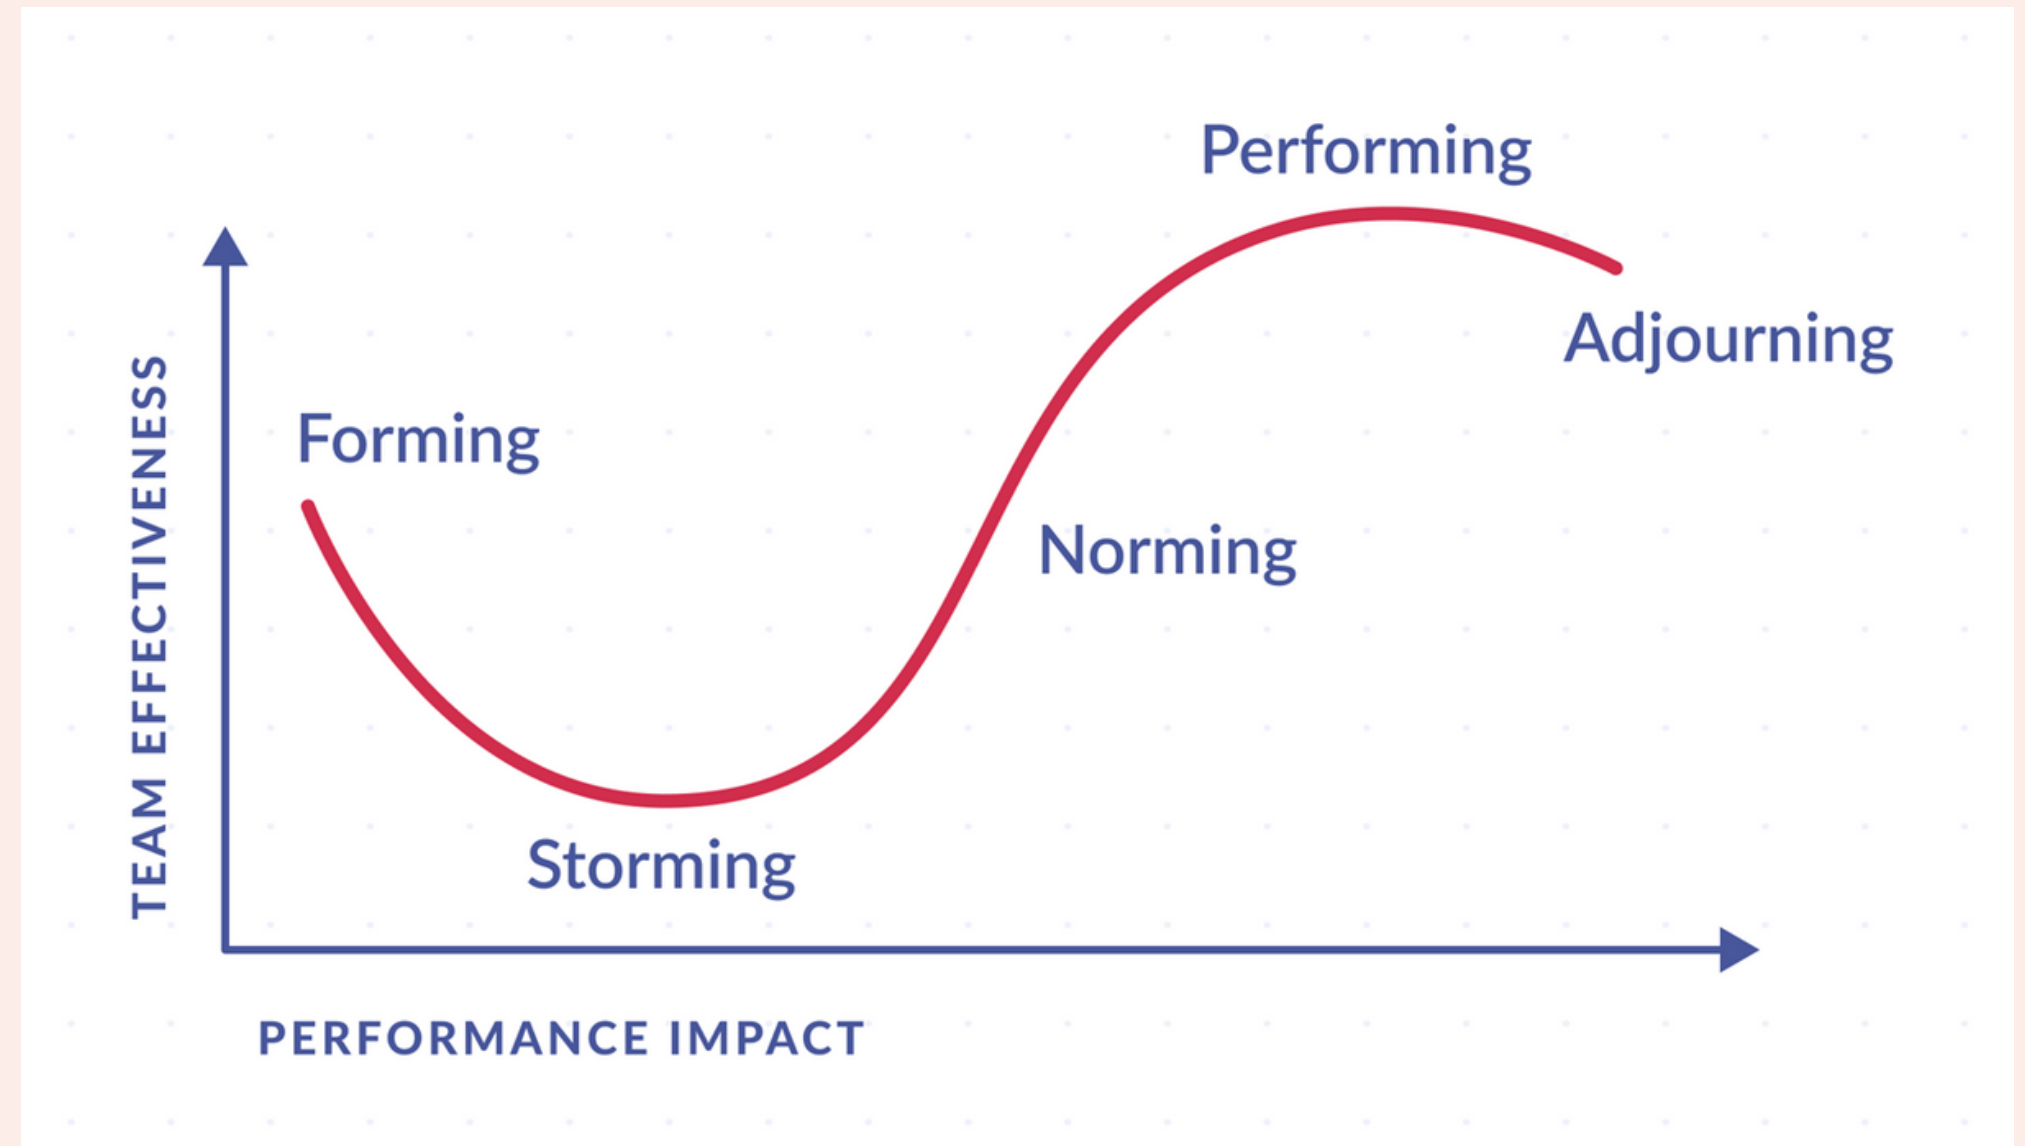 Performing
Adjourning
Forming
Norming
Storming
TEAM EFFECTIVENESS
PERFORMANCE IMPACT